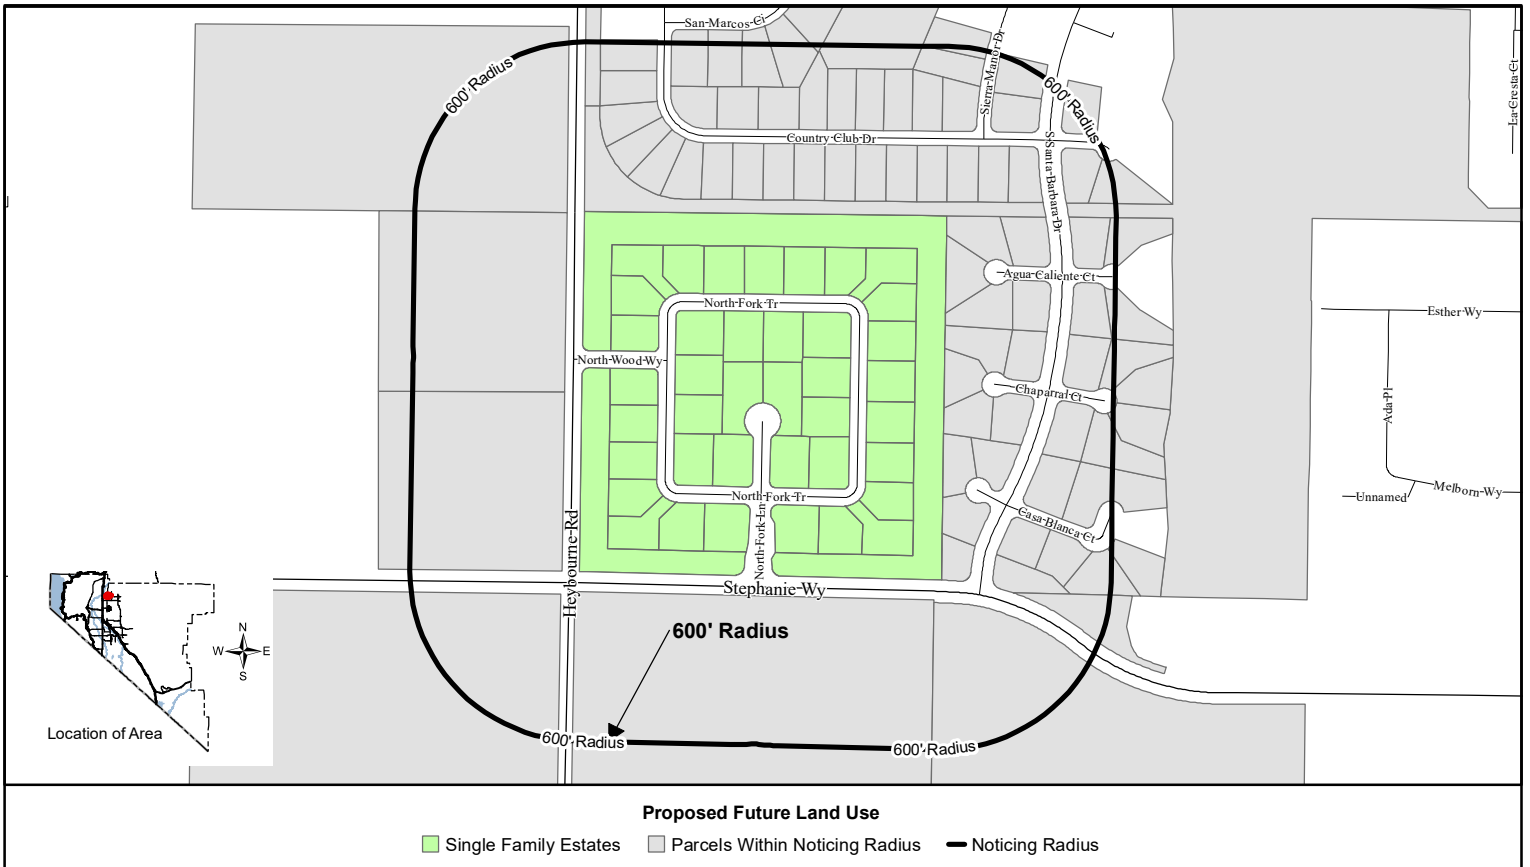 San Marcos Ci
Sierra Manor Dr
La Cresta Ct
600' Radius
600' Radius
Country Club Dr
S Santa Barbara Dr
Agua Caliente Ct
North Fork Tr
Esther Wy
North Wood Wy
Chaparral Ct
Ada Pl
North Fork Tr
Unnamed
Melborn Wy
North Fork Ln
Casa Blanca Ct
Heybourne Rd
Stephanie Wy
600' Radius
N
W E
S
Location of Area
600' Radius
600' Radius
Proposed Future Land Use
Single Family Estates Parcels Within Noticing Radius Noticing Radius